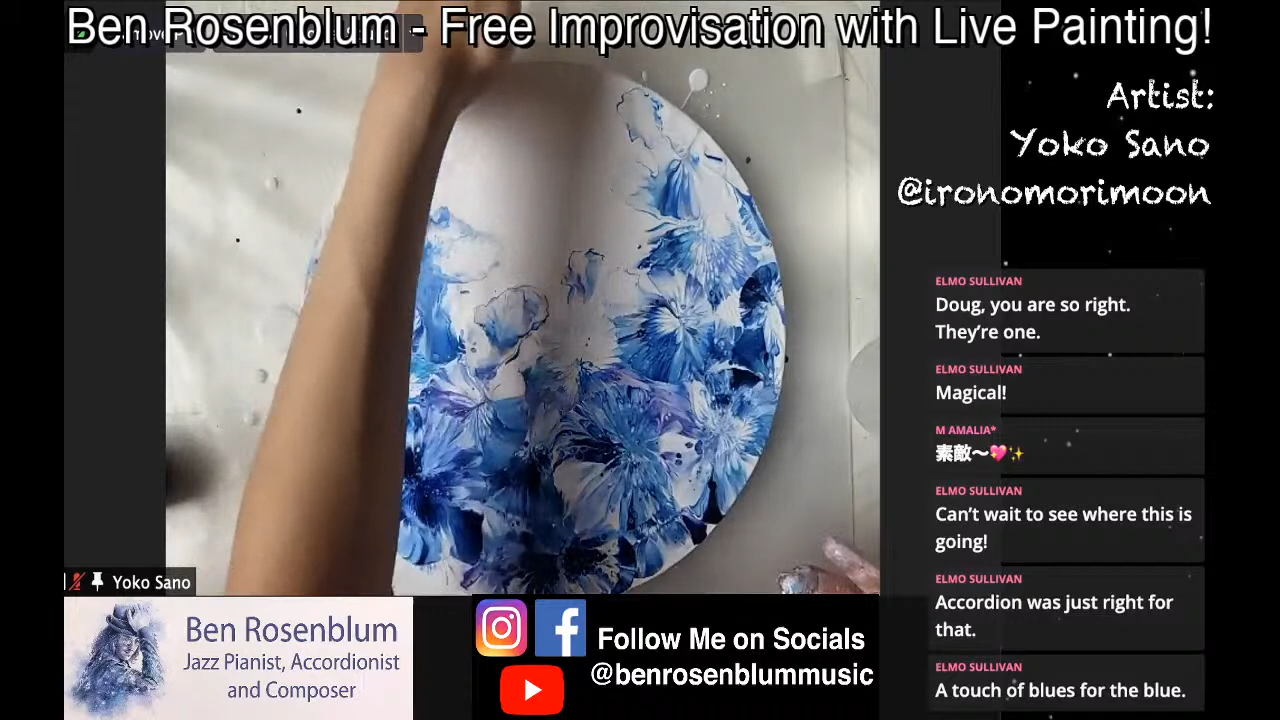 Ben Rosenblum - Free Improvisation with Live Painting!
Artist:
Yoko Sano
@ironomorimoon
ELMO SULLIVAN
Doug, you are so right.
They’re one.
ELMO SULLIVAN
Magical!
M AMALIA*
素敵〜💖✨
ELMO SULLIVAN
Can’t wait to see where this is
going!
ELMO SULLIVAN
Accordion was just right for
that.
ELMO SULLIVAN
A touch of blues for the blue.
Yoko Sano
Ben Rosenblum
Jazz Pianist, Accordionist
and Composer
Follow Me on Socials
@benrosenblummusic